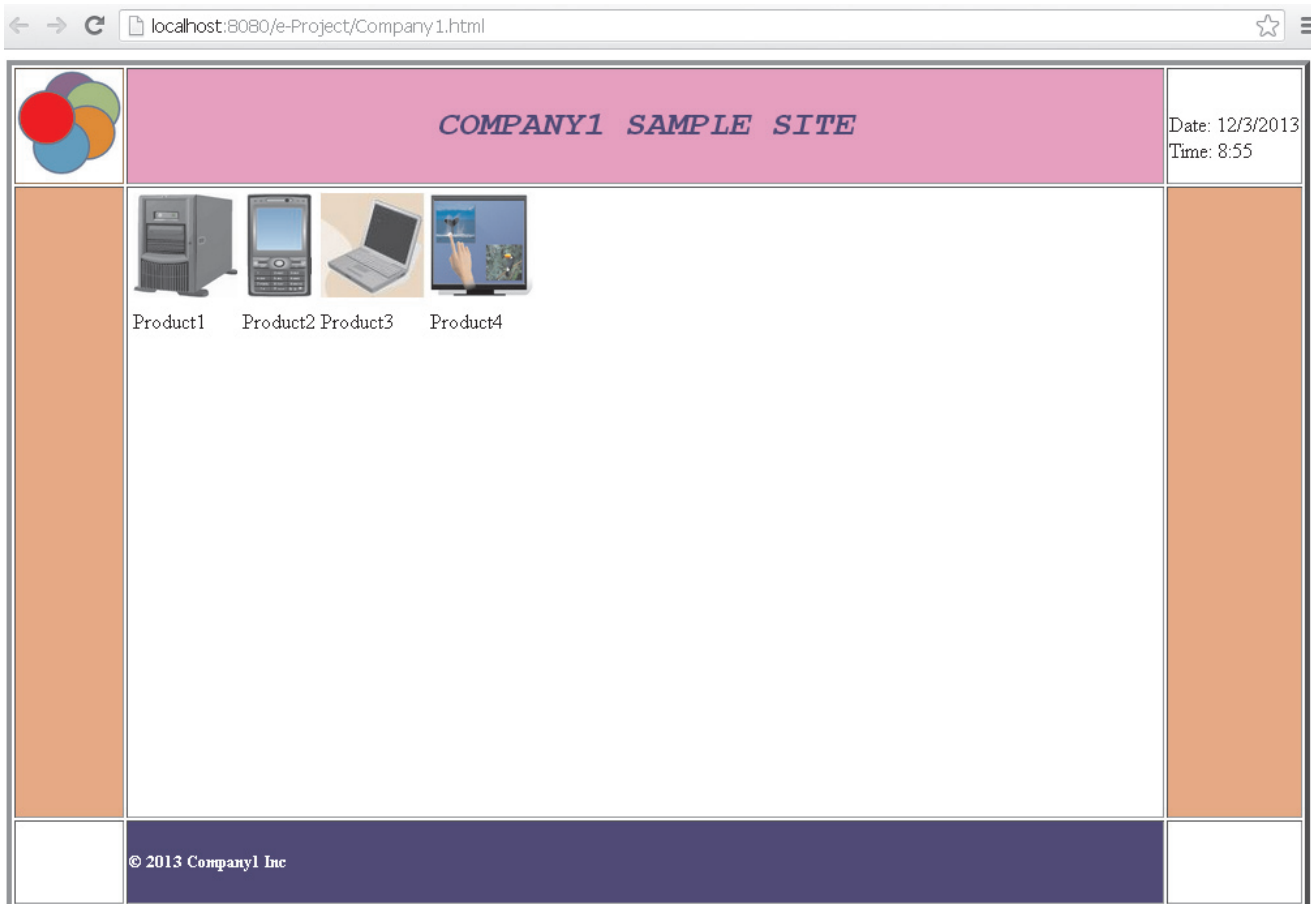 localhost:8080/e-Project/Company1.html
COMPANY1 SAMPLE SITE
Date: 12/3/2013
Time: 8:55
Product1 Product2 Product3 Product4
© 2013 Company1 Inc